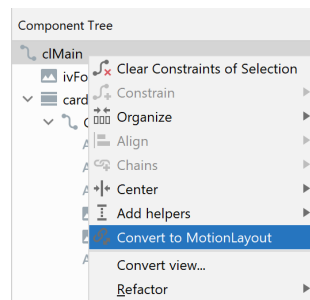 Component Tree
clMain
ivFo
Clear Constraints of Selection
card
Constrain
Organize
Align
Chains
Center
Add helpers
Convert to MotionLayout
Convert view...
Refactor